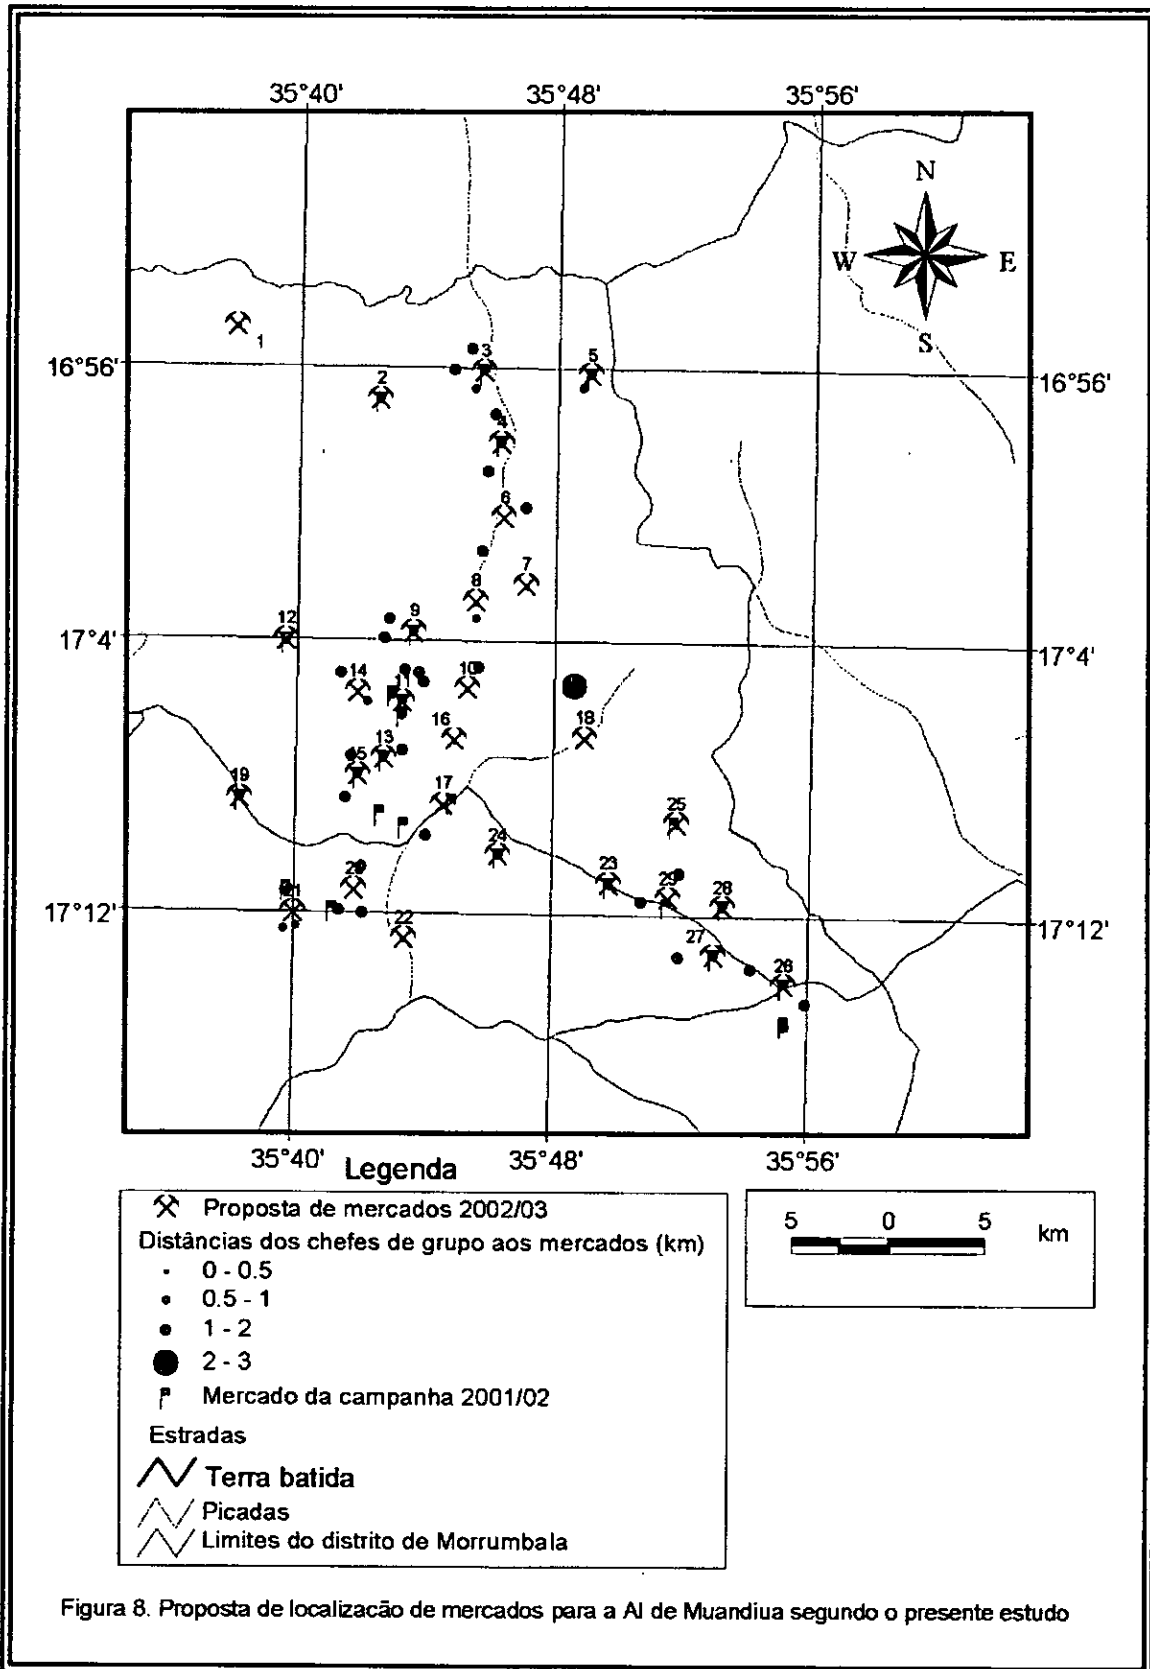 35°40' 35°48' 35°56'
N
W E
S
1
16°56' 2 3 5 16°56'
4
6
7
8
12 9
17°4' 17°4'
14 11 10
16 18
13
15
19 17
25
24
23
20 29 28
21
17°12' 22 17°12'
27
26
35°40' 35°48' 35°56'
Legenda
Proposta de mercados 2002/03
Distâncias dos chefes de grupo aos mercados (km)
0 - 0.5
0.5 - 1
1 - 2
2 - 3
Mercado da campanha 2001/02
Estradas
Terra batida
Picadas
Limites do distrito de Morrumbala
5 0 5 km
Figura 8. Proposta de localizacão de mercados para a AI de Muandiua segundo o presente estudo